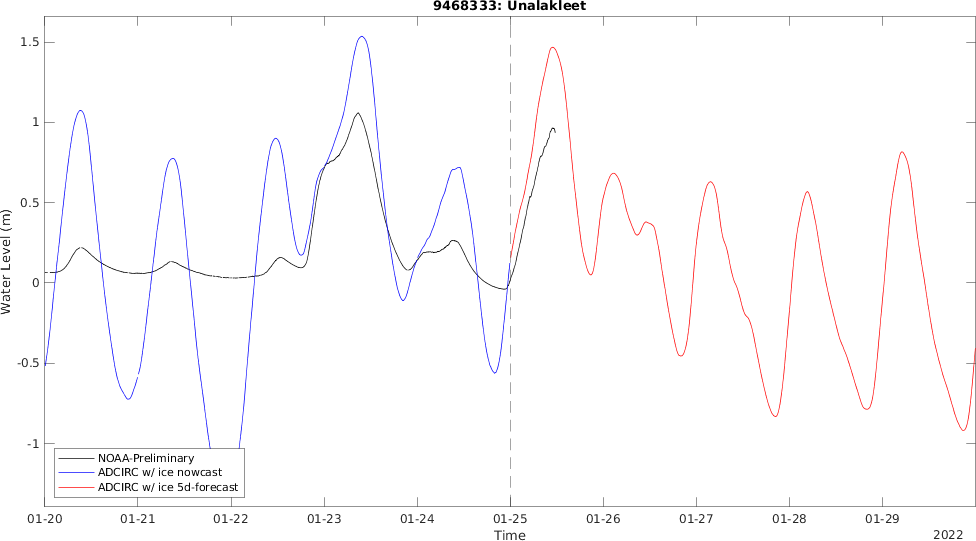 9468333: Unalakleet
1.5
1
0.5
0
-0.5
-1
Water Level (m)
NOAA-Preliminary
ADCIRC w/ ice nowcast
ADCIRC w/ ice 5d-forecast
01-20 01-21 01-22 01-23 01-24 01-25 01-26 01-27 01-28 01-29
Time
2022